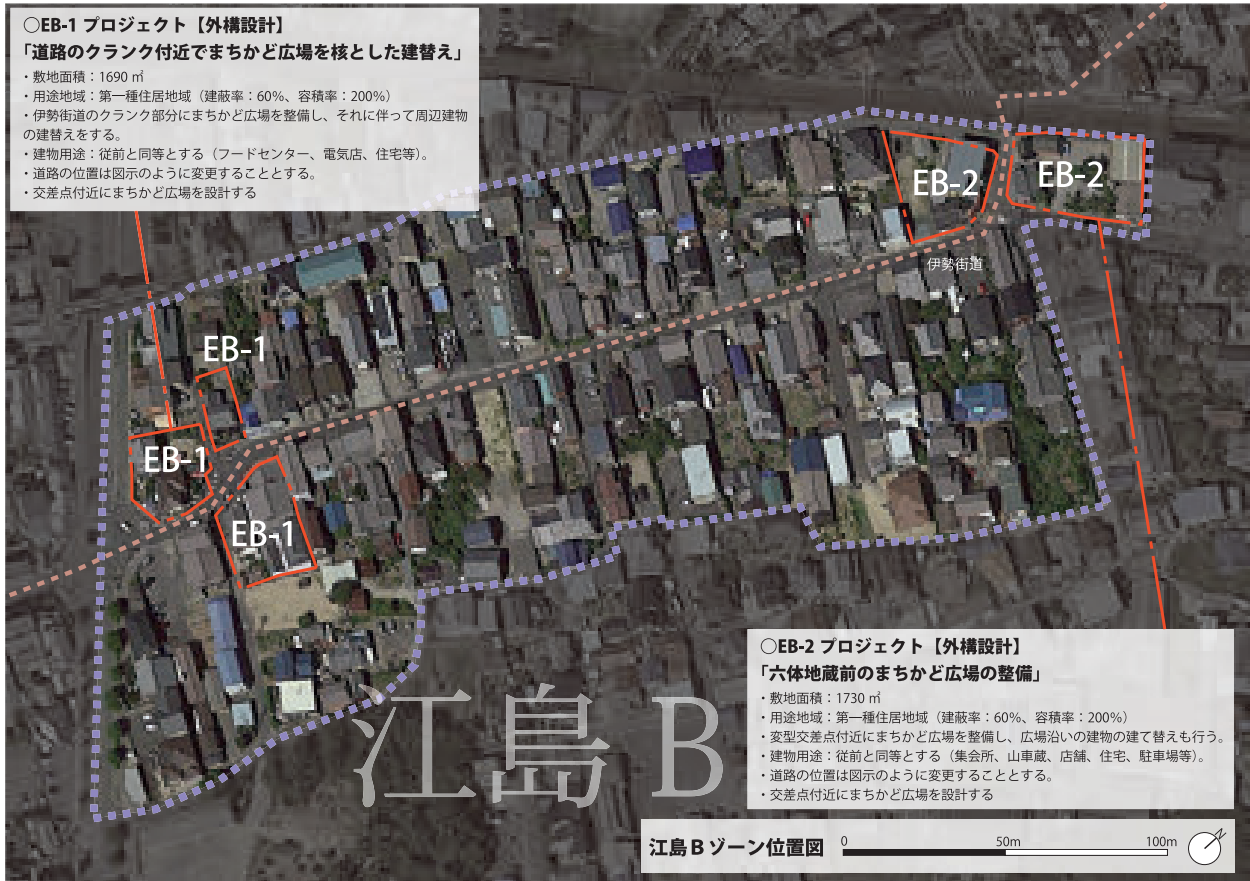 ○EB-1 プロジェクト【外構設計】
「道路のクランク付近でまちかど広場を核とした建替え」
・敷地面積：1690 ㎡
・用途地域：第一種住居地域（建蔽率：60%、容積率：200%）
・伊勢街道のクランク部分にまちかど広場を整備し、それに伴って周辺建物
の建替えをする。
・建物用途：従前と同等とする（フードセンター、電気店、住宅等）。
・道路の位置は図示のように変更することとする。
・交差点付近にまちかど広場を設計する
EB-2
EB-2
伊勢街道
EB-1
EB-1
EB-1
○EB-2 プロジェクト【外構設計】
「六体地蔵前のまちかど広場の整備」
・敷地面積：1730 ㎡
・用途地域：第一種住居地域（建蔽率：60%、容積率：200%）
・変型交差点付近にまちかど広場を整備し、広場沿いの建物の建て替えも行う。
・建物用途：従前と同等とする（集会所、山車蔵、店舗、住宅、駐車場等）。
・道路の位置は図示のように変更することとする。
・交差点付近にまちかど広場を設計する
江島 B
江島 B ゾーン位置図
0 50m 100m